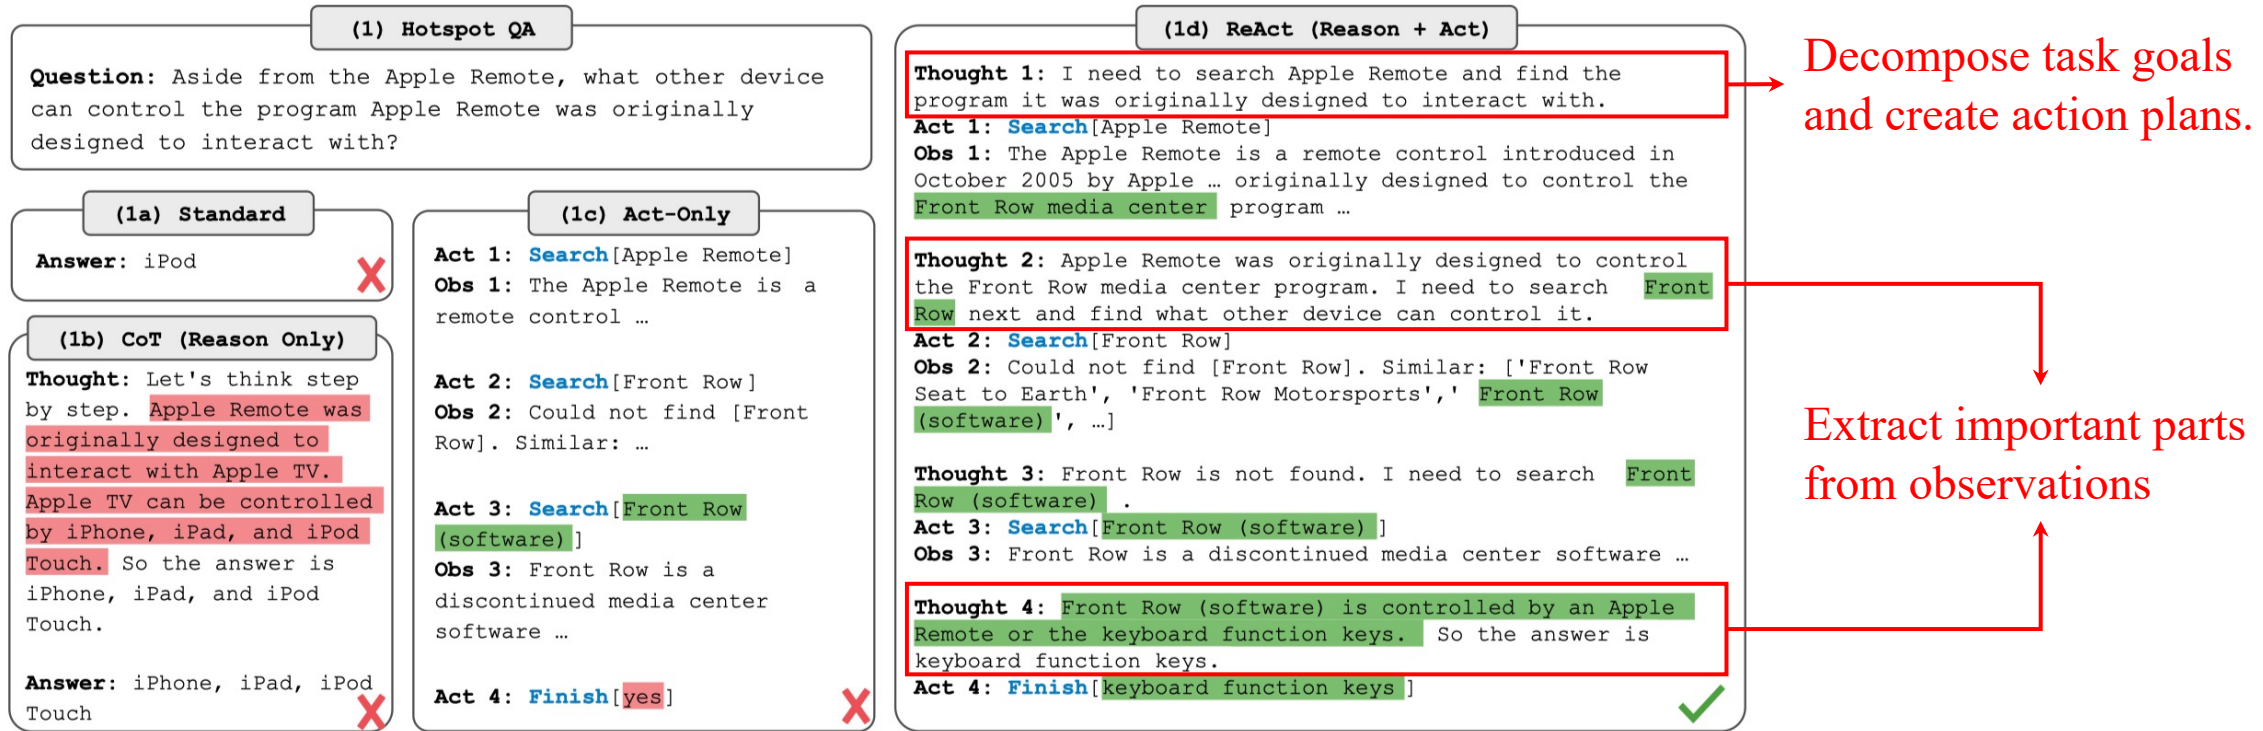 (1) Hotspot QA
Question: Aside from the Apple Remote, what other device
can control the program Apple Remote was originally
designed to interact with?
(1a) Standard
Answer: iPod
(1b) CoT (Reason Only)
Thought: Let's think step
by step. Apple Remote was
originally designed to
interact with Apple TV.
Apple TV can be controlled
by iPhone, iPad, and iPod
Touch. So the answer is
iPhone, iPad, and iPod
Touch.
Answer: iPhone, iPad, iPod
Touch
(1c) Act-Only
Act 1: Search[Apple Remote]
Obs 1: The Apple Remote is a
remote control …
Act 2: Search[Front Row]
Obs 2: Could not find [Front
Row]. Similar: …
Act 3: Search[Front Row
(software)]
Obs 3: Front Row is a
discontinued media center
software …
Act 4: Finish[yes]
(1d) ReAct (Reason + Act)
Thought 1: I need to search Apple Remote and find the
program it was originally designed to interact with.
Act 1: Search[Apple Remote]
Obs 1: The Apple Remote is a remote control introduced in
October 2005 by Apple … originally designed to control the
Front Row media center program …
Thought 2: Apple Remote was originally designed to control
the Front Row media center program. I need to search Front
Row next and find what other device can control it.
Act 2: Search[Front Row]
Obs 2: Could not find [Front Row]. Similar: ['Front Row
Seat to Earth', 'Front Row Motorsports',' Front Row
(software)', …]
Thought 3: Front Row is not found. I need to search Front
Row (software) .
Act 3: Search[Front Row (software) ]
Obs 3: Front Row is a discontinued media center software …
Thought 4: Front Row (software) is controlled by an Apple
Remote or the keyboard function keys. So the answer is
keyboard function keys.
Act 4: Finish[keyboard function keys ]
Decompose task goals
and create action plans.
Extract important parts
from observations